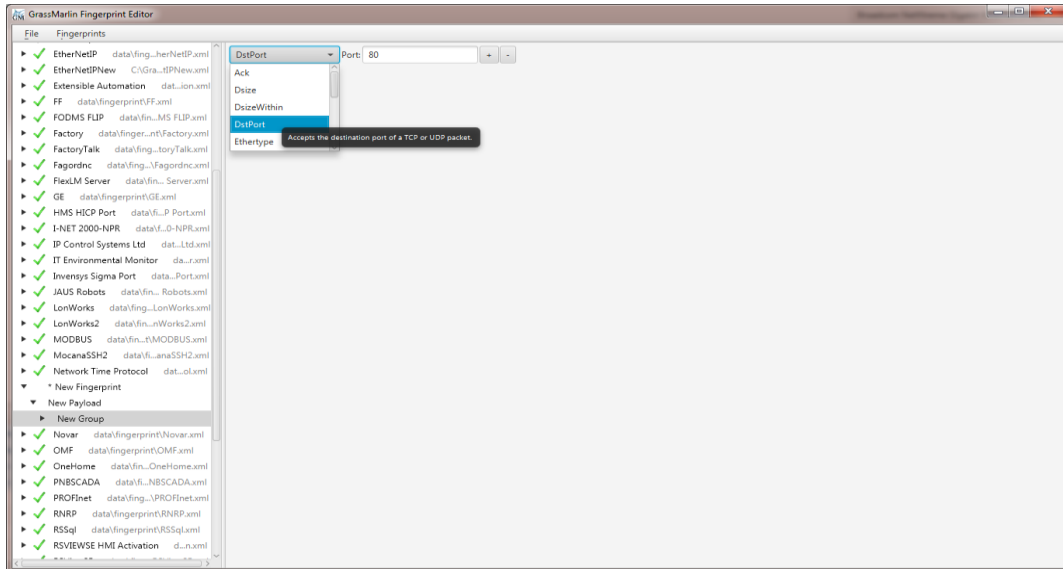 GrassMarlin Fingerprint Editor
File Fingerprints
EtherNetIP data\fing...herNetIP.xml
EtherNetIPNew C:\Gra...tIPNew.xml
Extensible Automation dat...ion.xml
FF data\fingerprint\FF.xml
FODMS FLIP data\fin...MS FLIP.xml
Factory data\finger...nt\Factory.xml
FactoryTalk data\fing...toryTalk.xml
Fagordnc data\fing...\Fagordnc.xml
FlexLM Server data\fin... Server.xml
GE data\fingerprint\GE.xml
HMS HICP Port data\fi...P Port.xml
I-NET 2000-NPR data\f...0-NPR.xml
IP Control Systems Ltd dat...Ltd.xml
IT Environmental Monitor da...r.xml
Invensys Sigma Port data...Port.xml
JAUS Robots data\fin... Robots.xml
LonWorks data\fing...LonWorks.xml
LonWorks2 data\fin...nWorks2.xml
MODBUS data\fin...t\MODBUS.xml
MocanaSSH2 data\fi...anaSSH2.xml
Network Time Protocol dat...ol.xml
* New Fingerprint
New Payload
New Group
Novar data\fingerprint\Novar.xml
OMF data\fingerprint\OMF.xml
OneHome data\fin...OneHome.xml
PNBSCADA data\fi...NBSCADA.xml
PROFInet data\fing...\PROFInet.xml
RNRP data\fingerprint\RNRP.xml
RSSql data\fingerprint\RSSql.xml
RSVIEWSE HMI Activation d...n.xml
DstPort Port: 80 + -
Ack
Dsize
DsizeWithin
DstPort
Ethertype
Accepts the destination port of a TCP or UDP packet.